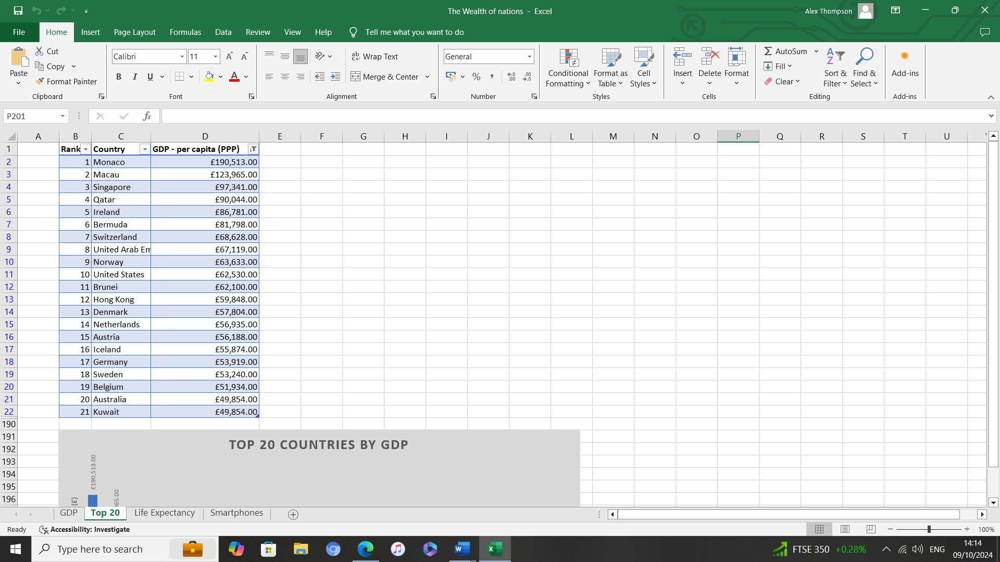 The Wealth of nations - Excel
Alex Thompson
File Home Insert Page Layout Formulas Data Review View Help Tell me what you want to do
Paste
Cut
Copy
Format Painter
Clipboard
Calibri 11
B I U
Font
ab Wrap Text
Merge & Center
Alignment
General
Number
Conditional Formatting
Format as Table
Cell Styles
Styles
Insert
Delete
Format
Cells
AutoSum
Fill
Clear
Sort & Filter
Find & Select
Editing
Add-ins
Add-ins
P201
fx
A B C D E F G H I J K L M N O P Q R S T U
1 Rank Country GDP - per capita (PPP)
2 1 Monaco £190,513.00
3 2 Macau £123,965.00
4 3 Singapore £97,341.00
5 4 Qatar £90,044.00
6 5 Ireland £86,781.00
7 6 Bermuda £81,798.00
8 7 Switzerland £68,628.00
9 8 United Arab Em £67,119.00
10 9 Norway £63,633.00
11 10 United States £62,530.00
12 11 Brunei £62,100.00
13 12 Hong Kong £59,848.00
14 13 Denmark £57,804.00
15 14 Netherlands £56,935.00
16 15 Austria £56,188.00
17 16 Iceland £55,874.00
18 17 Germany £53,919.00
19 18 Sweden £53,240.00
20 19 Belgium £51,934.00
21 20 Australia £49,854.00
22 21 Kuwait £49,854.00
190
191
192
193
194
195
196
TOP 20 COUNTRIES BY GDP
£190,513.00
965.00
(£)
GDP Top 20 Life Expectancy Smartphones
Ready Accessibility: Investigate
100%
Type here to search
FTSE 350 +0.28%
ENG
14:14
09/10/2024